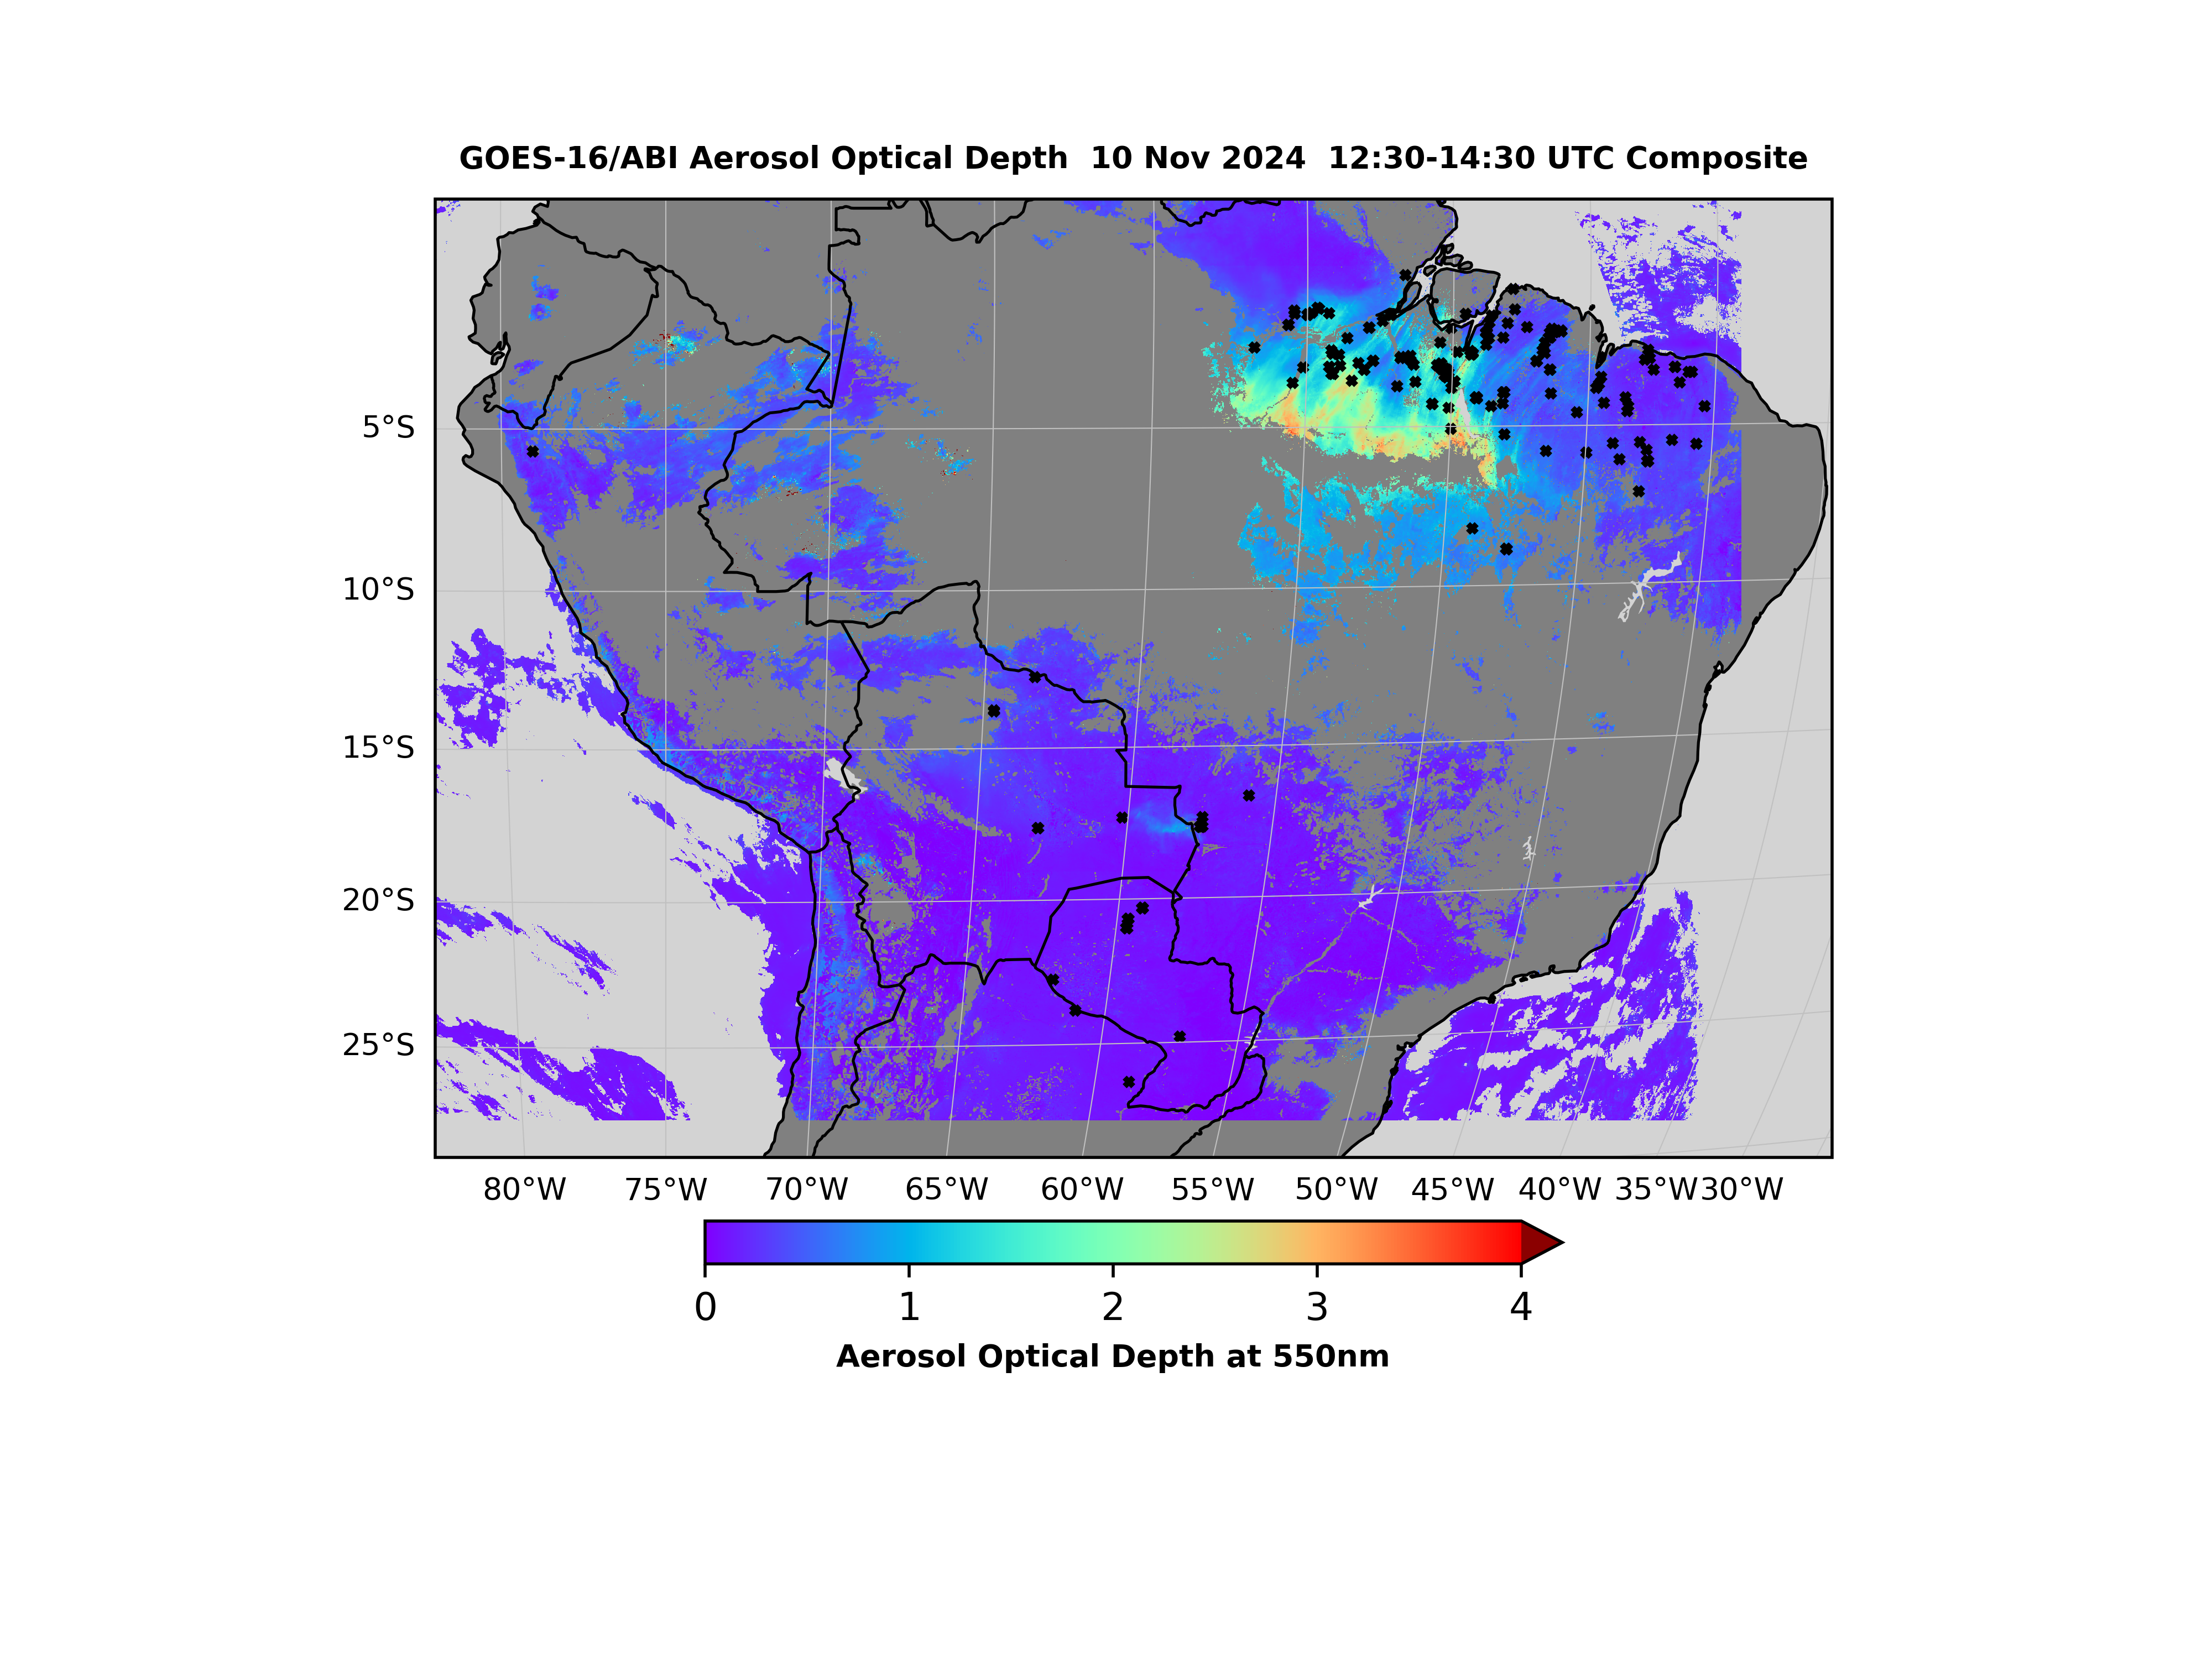 GOES-16/ABI Aerosol Optical Depth  10 Nov 2024  12:30-14:30 UTC Composite
5°S
10°S
15°S
20°S
25°S
80°W 75°W 70°W 65°W 60°W 55°W 50°W 45°W 40°W 35°W 30°W
0 1 2 3 4
Aerosol Optical Depth at 550nm